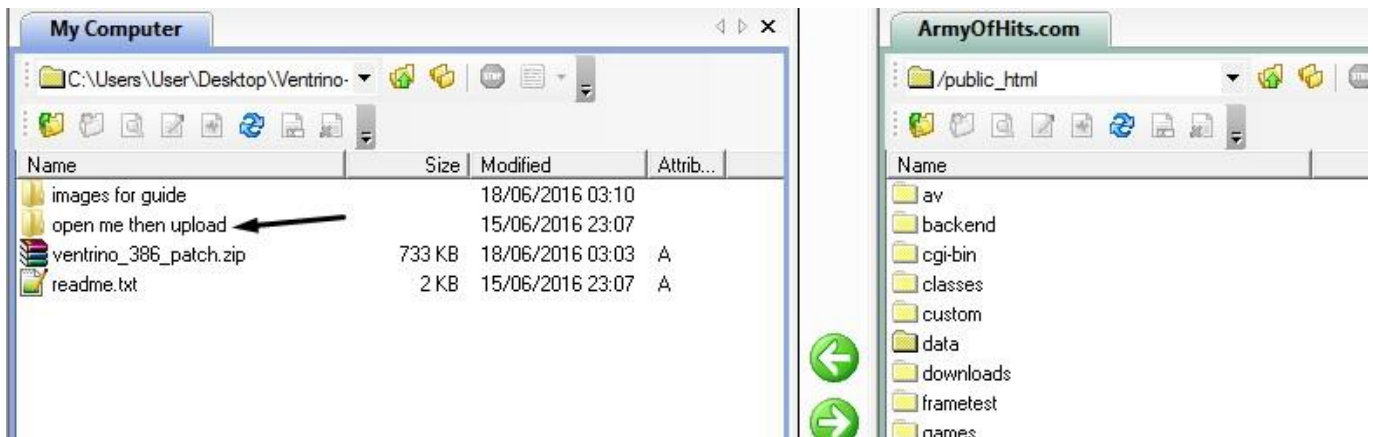 My Computer
ArmyOfHits.com
C:\Users\User\Desktop\Ventrino-
/public_html
STOP
Name Size Modified Attrib...
Name
images for guide 18/06/2016 03:10
av
open me then upload 15/06/2016 23:07
backend
ventrino_386_patch.zip 733 KB 18/06/2016 03:03 A
cgi-bin
readme.txt 2 KB 15/06/2016 23:07 A
classes
custom
data
downloads
frametest
games